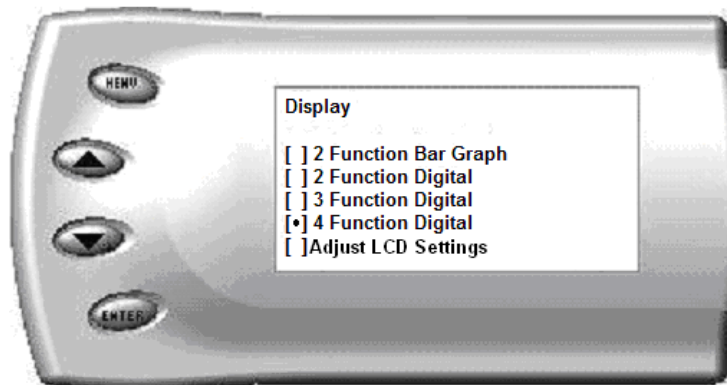 MENU
Display
[ ] 2 Function Bar Graph
[ ] 2 Function Digital
[ ] 3 Function Digital
[•] 4 Function Digital
[ ]Adjust LCD Settings
ENTER